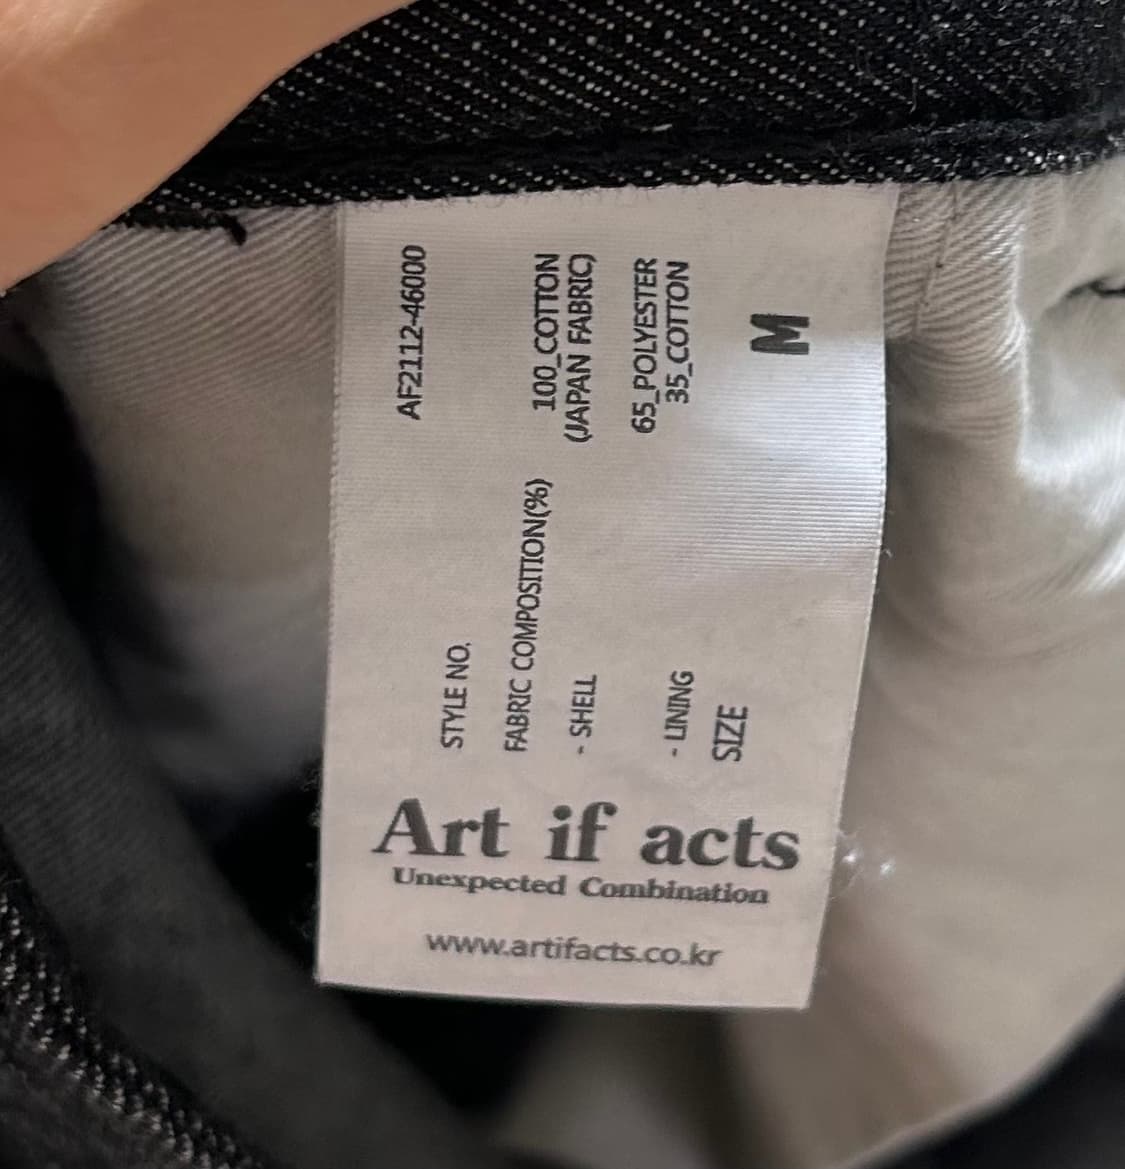 STYLE NO. AF2112-46000
FABRIC COMPOSITION(%)
- SHELL 100_COTTON
(JAPAN FABRIC)
- LINING 65_POLYESTER
35_COTTON
SIZE M
Art if acts
Unexpected Combination
www.artifacts.co.kr